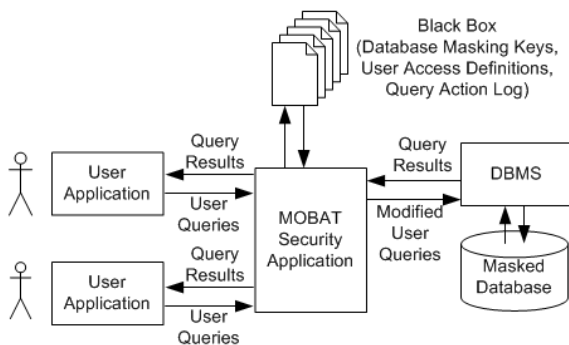 Black Box
(Database Masking Keys,
User Access Definitions,
Query Action Log)
Query
Results
User
Application
User
Queries
MOBAT
Security
Application
Query
Results
DBMS
Modified
User
Queries
Masked
Database
Query
Results
User
Application
User
Queries